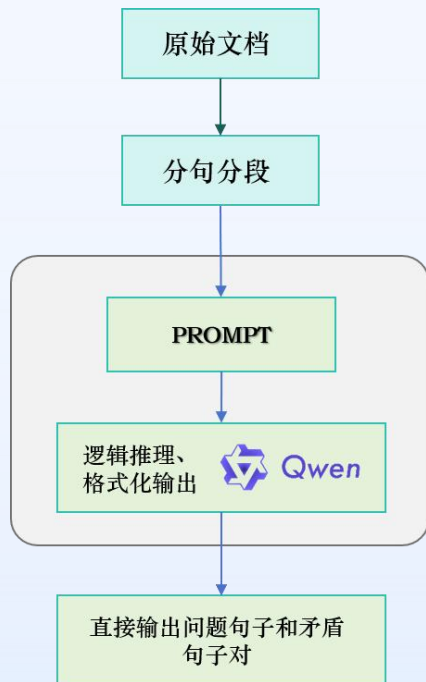 原始文档
分句分段
PROMPT
逻辑推理、
格式化输出
Qwen
直接输出问题句子和矛盾
句子对